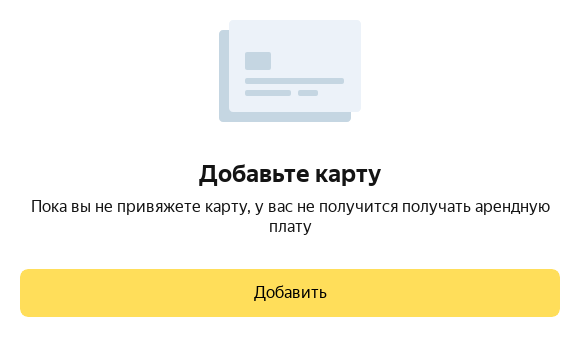 Добавьте карту
Пока вы не привяжете карту, у вас не получится получать арендную
плату
Добавить